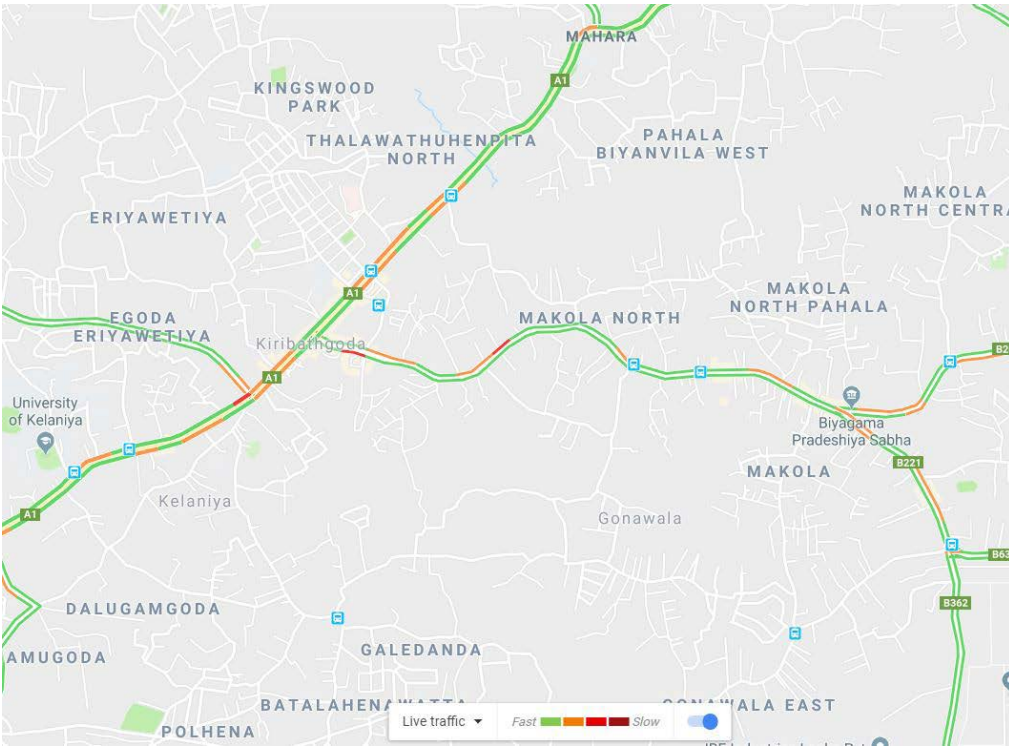 MAHARA
A1
KINGSWOOD
PARK
THALAWATHUHENPITA
NORTH
PAHALA
BIYANVILA WEST
MAKOLA
NORTH CENTRA
ERIYAWETIYA
A1
MAKOLA
NORTH PAHALA
EGODA
ERIYAWETIYA
MAKOLA NORTH
Kiribathgoda
B2
A1
University
of Kelaniya
Biyagama
Pradeshiya Sabha
B221
MAKOLA
Kelaniya
A1
Gonawala
B63
B362
DALUGAMGODA
AMUGODA
GALEDANDA
BATALAHENAWATTA
GONAWALA EAST
POLHENA
Live traffic
Fast
Slow